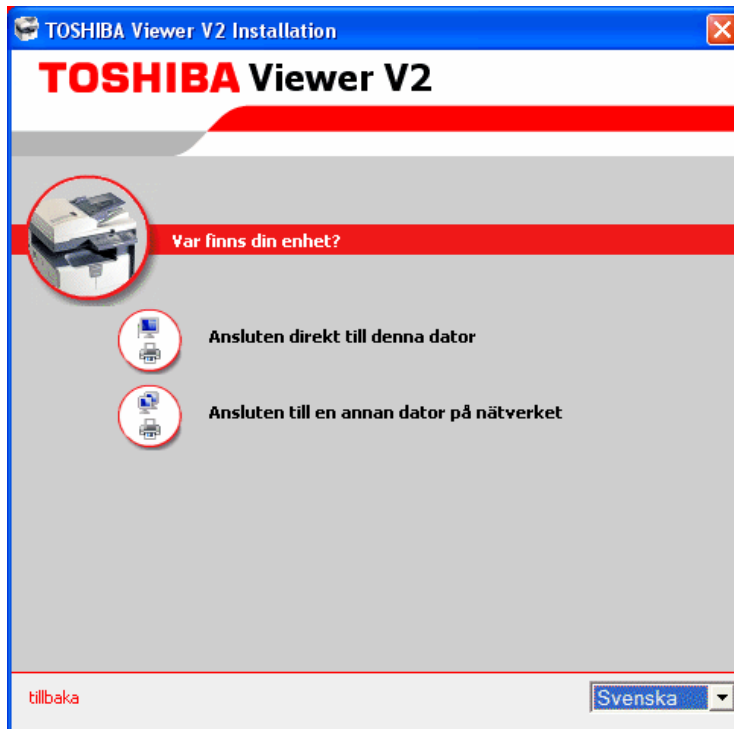 TOSHIBA Viewer V2 Installation
TOSHIBA Viewer V2
Var finns din enhet?
Ansluten direkt till denna dator
Ansluten till en annan dator på nätverket
tillbaka
Svenska